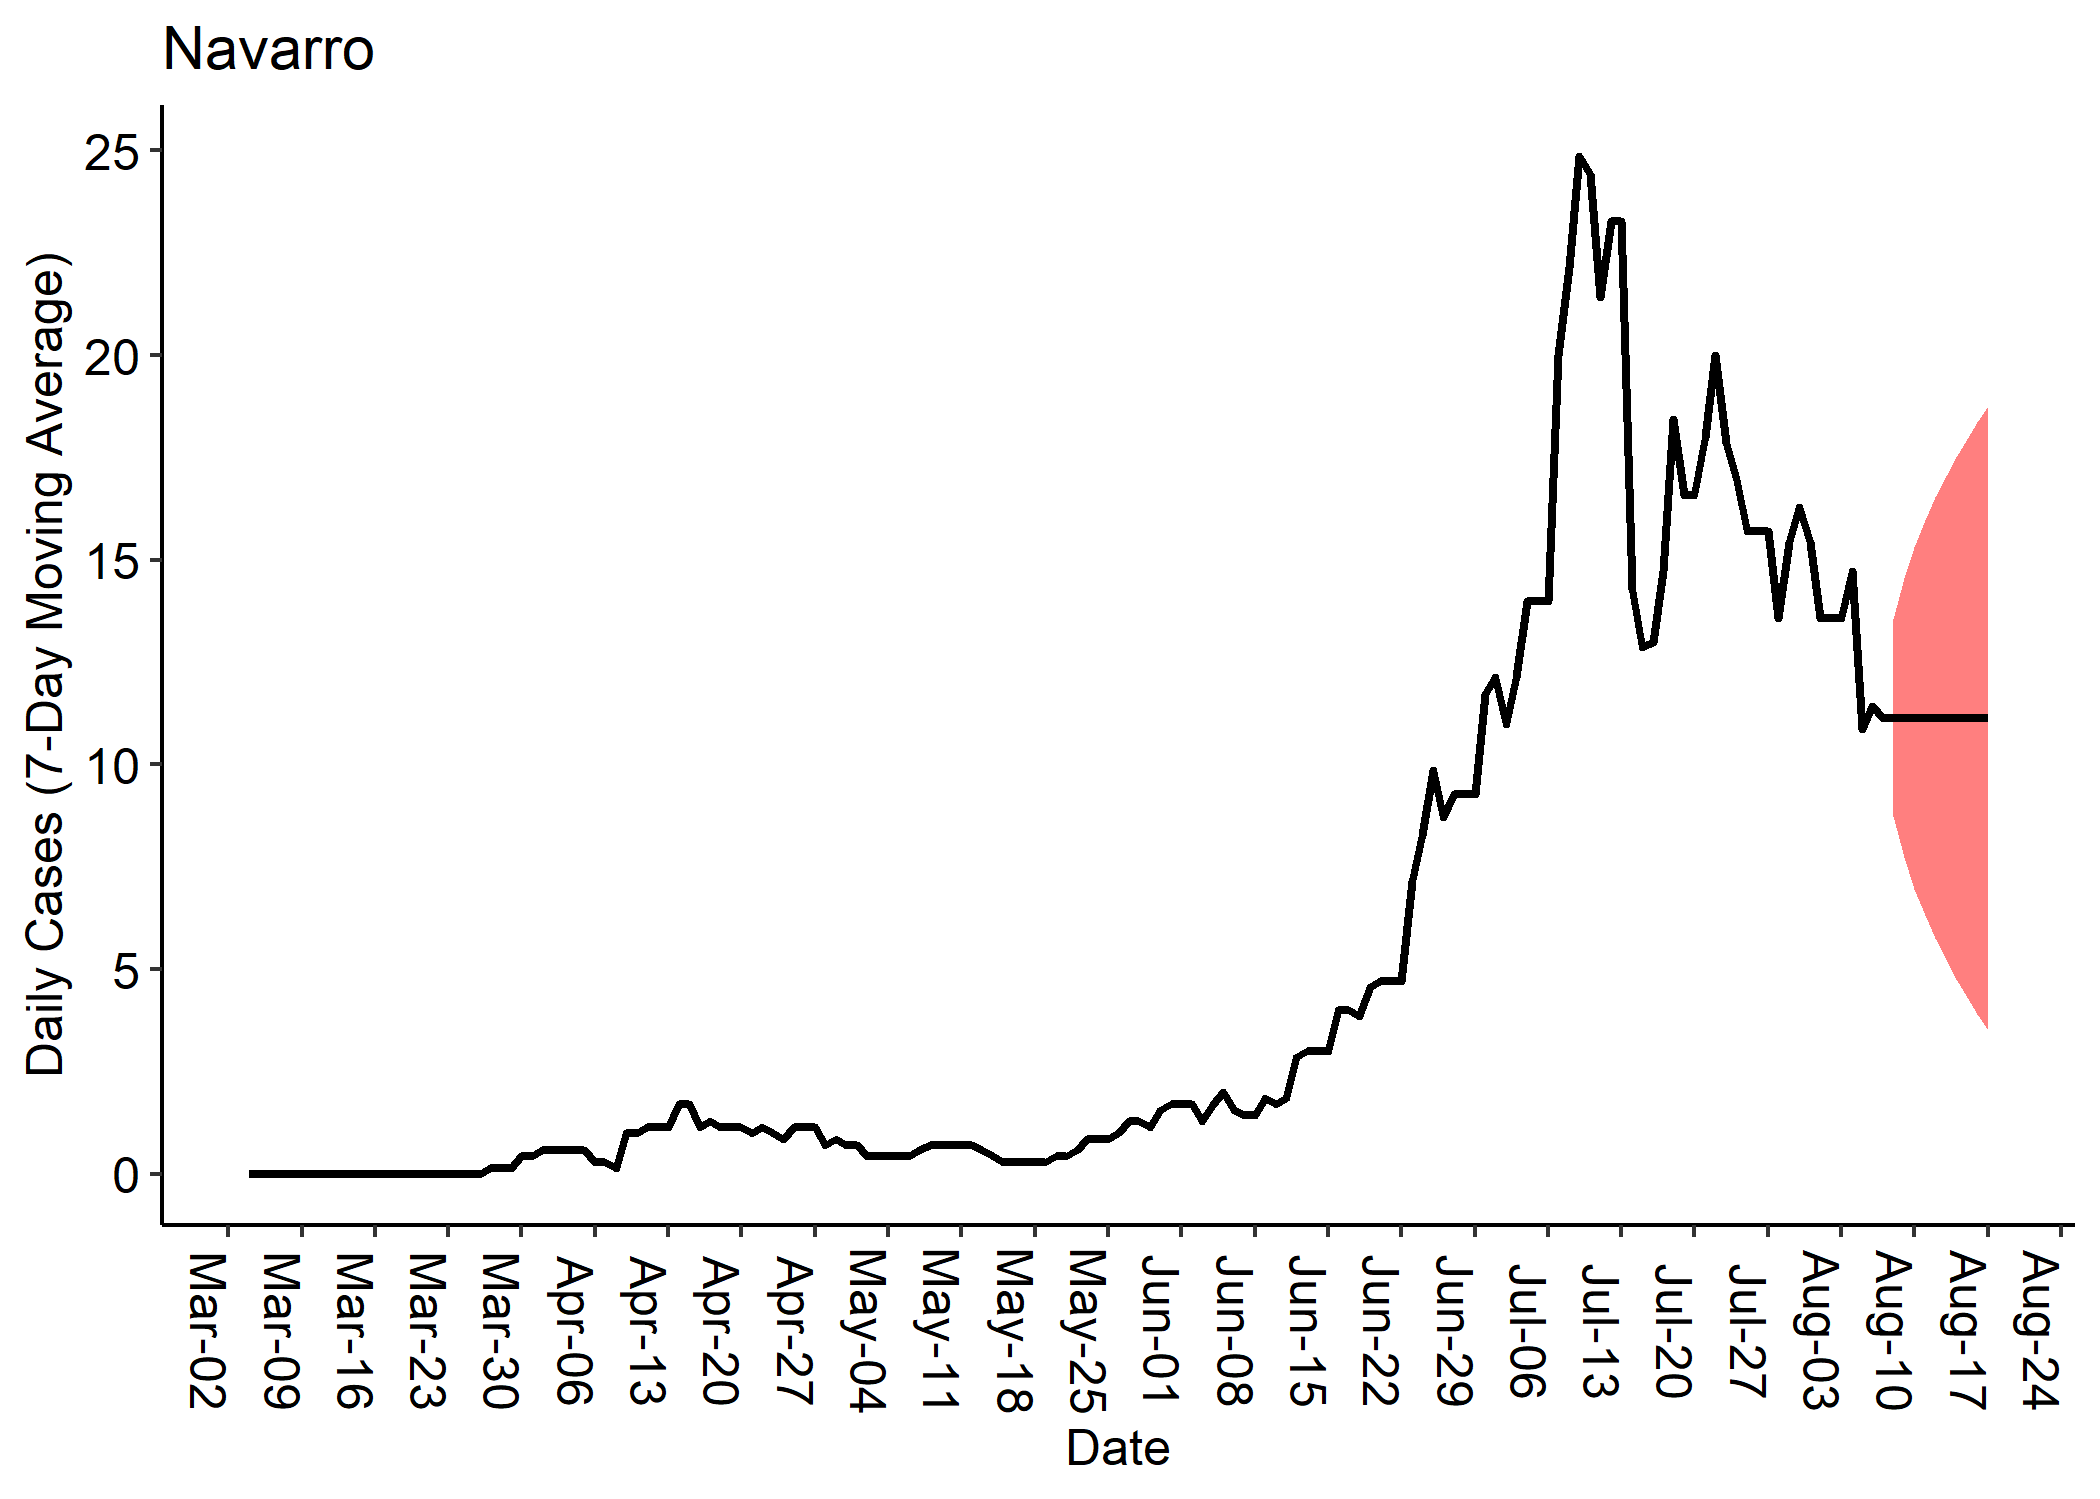 Navarro
Daily Cases (7-Day Moving Average)
25
20
15
10
5
0
Mar-02
Mar-09
Mar-16
Mar-23
Mar-30
Apr-06
Apr-13
Apr-20
Apr-27
May-04
May-11
May-18
May-25
Jun-01
Jun-08
Jun-15
Jun-22
Jun-29
Jul-06
Jul-13
Jul-20
Jul-27
Aug-03
Aug-10
Aug-17
Aug-24
Date